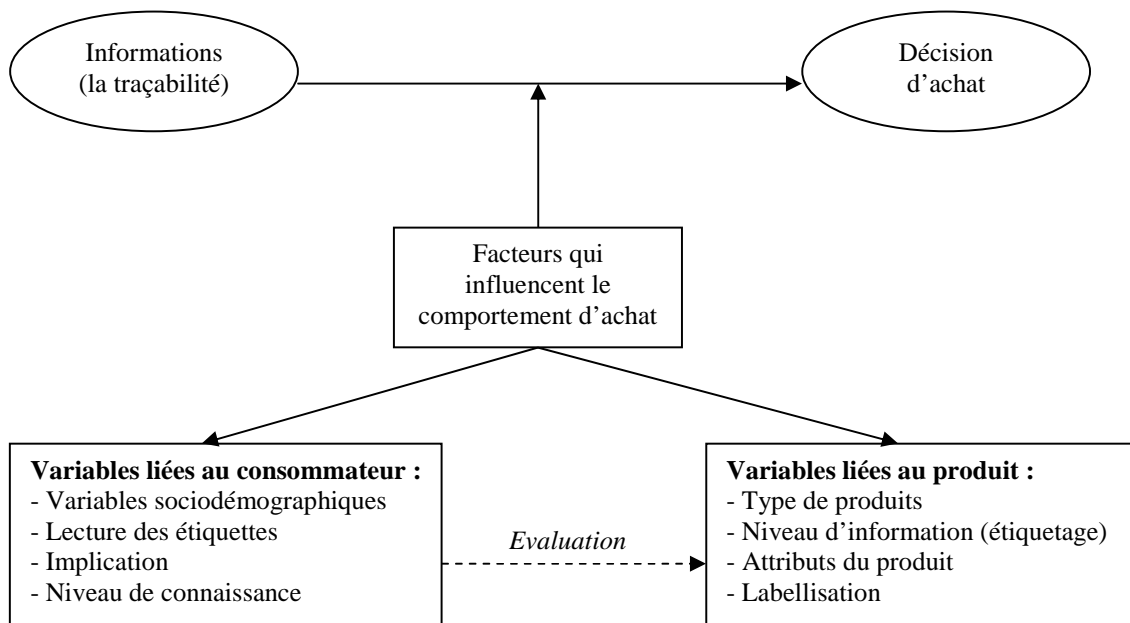 Informations
(la traçabilité)
Décision
d'achat
Facteurs qui
influencent le
comportement d'achat
Variables liées au consommateur :
- Variables sociodémographiques
- Lecture des étiquettes
- Implication
- Niveau de connaissance
Evaluation
Variables liées au produit :
- Type de produits
- Niveau d'information (étiquetage)
- Attributs du produit
- Labellisation